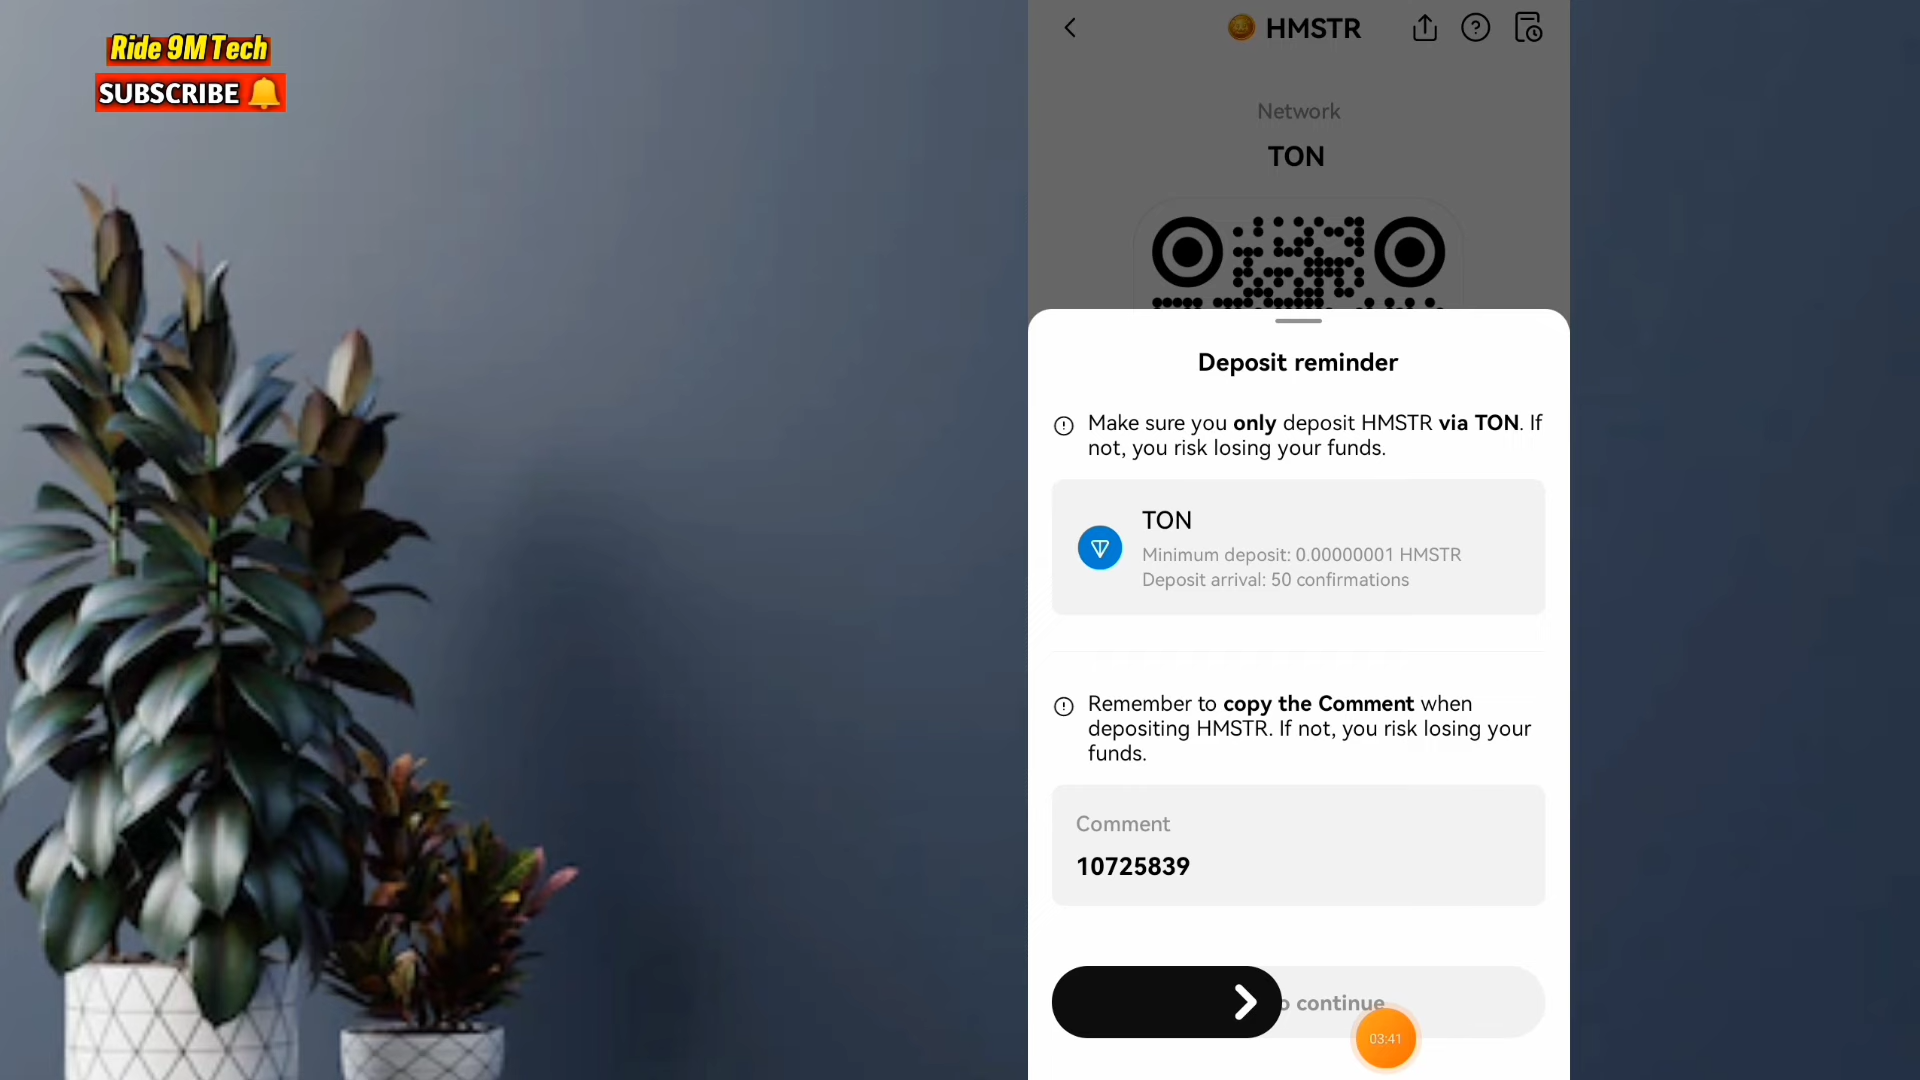 Ride 9M Tech
SUBSCRIBE
HMSTR
Network
TON
Deposit reminder
Make sure you only deposit HMSTR via TON. If
not, you risk losing your funds.
TON
Minimum deposit: 0.00000001 HMSTR
Deposit arrival: 50 confirmations
Remember to copy the Comment when
depositing HMSTR. If not, you risk losing your
funds.
Comment
10725839
o continue
03:41